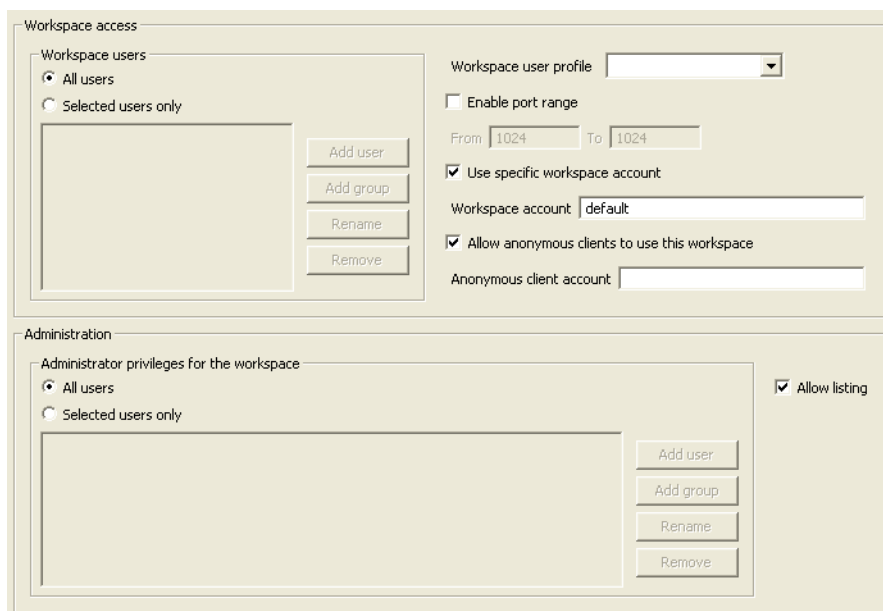 Workspace access
Workspace users
All users
Selected users only
Add user
Add group
Rename
Remove
Workspace user profile
Enable port range
From 1024 To 1024
Use specific workspace account
Workspace account default
Allow anonymous clients to use this workspace
Anonymous client account
Administration
Administrator privileges for the workspace
All users
Selected users only
Add user
Add group
Rename
Remove
Allow listing